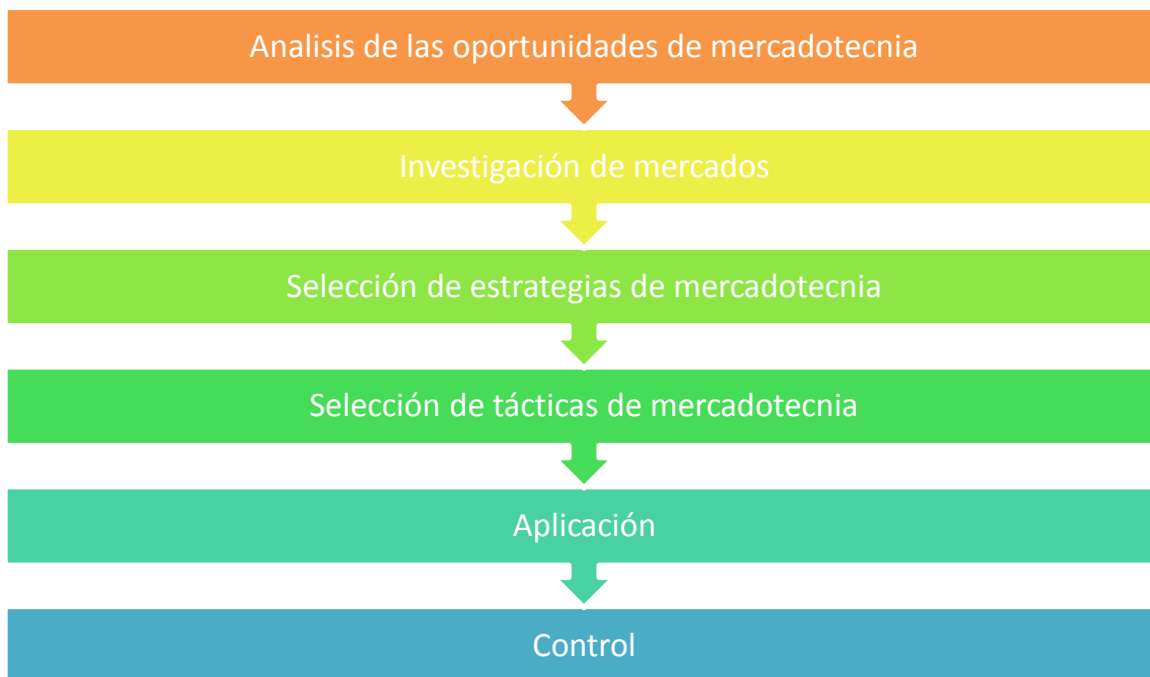 Analisis de las oportunidades de mercadotecnia
Investigación de mercados
Selección de estrategias de mercadotecnia
Selección de tácticas de mercadotecnia
Aplicación
Control